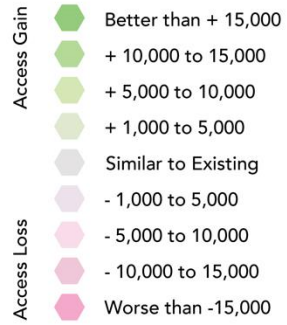 Access Gain
Better than + 15,000
+ 10,000 to 15,000
+ 5,000 to 10,000
+ 1,000 to 5,000
Similar to Existing
- 1,000 to 5,000
- 5,000 to 10,000
- 10,000 to 15,000
Worse than -15,000
Access Loss